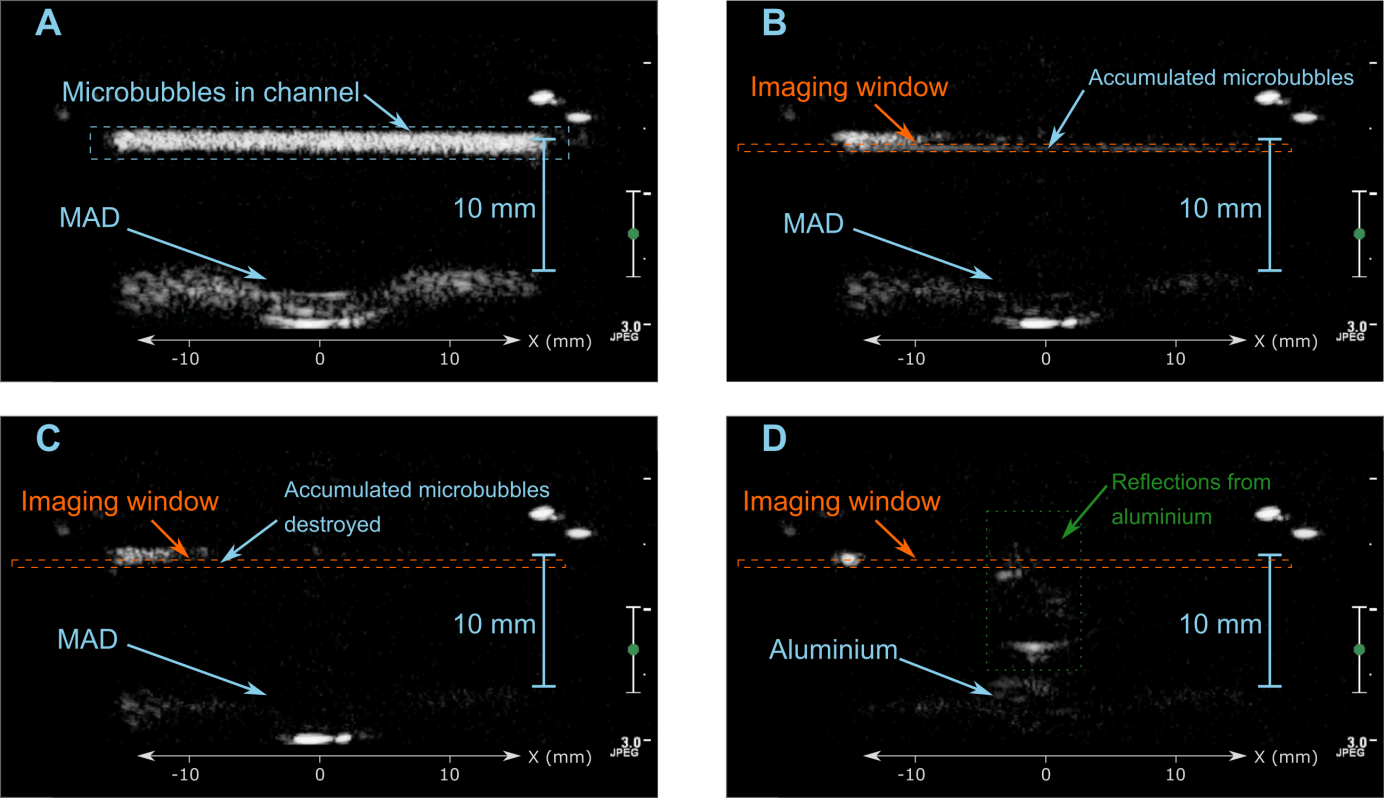 A
Microbubbles in channel
MAD
10 mm
3.0
JPEG
X (mm)
-10
0
10
B
Imaging window
Accumulated microbubbles
MAD
10 mm
3.0
JPEG
X (mm)
-10
0
10
C
Imaging window
Accumulated microbubbles
destroyed
MAD
10 mm
3.0
JPEG
X (mm)
-10
0
10
D
Imaging window
Reflections from
aluminium
Aluminium
10 mm
3.0
JPEG
X (mm)
-10
0
10